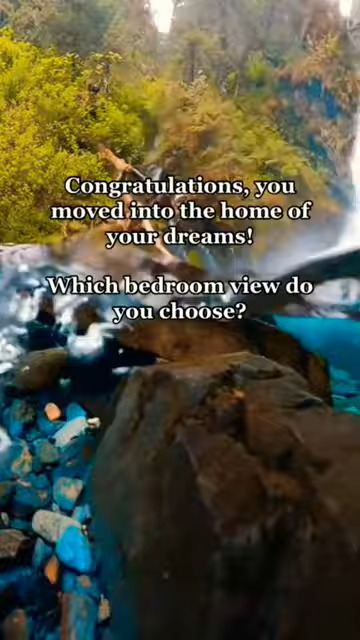 Congratulations, you
moved into the home of
your dreams!
Which bedroom view do
you choose?